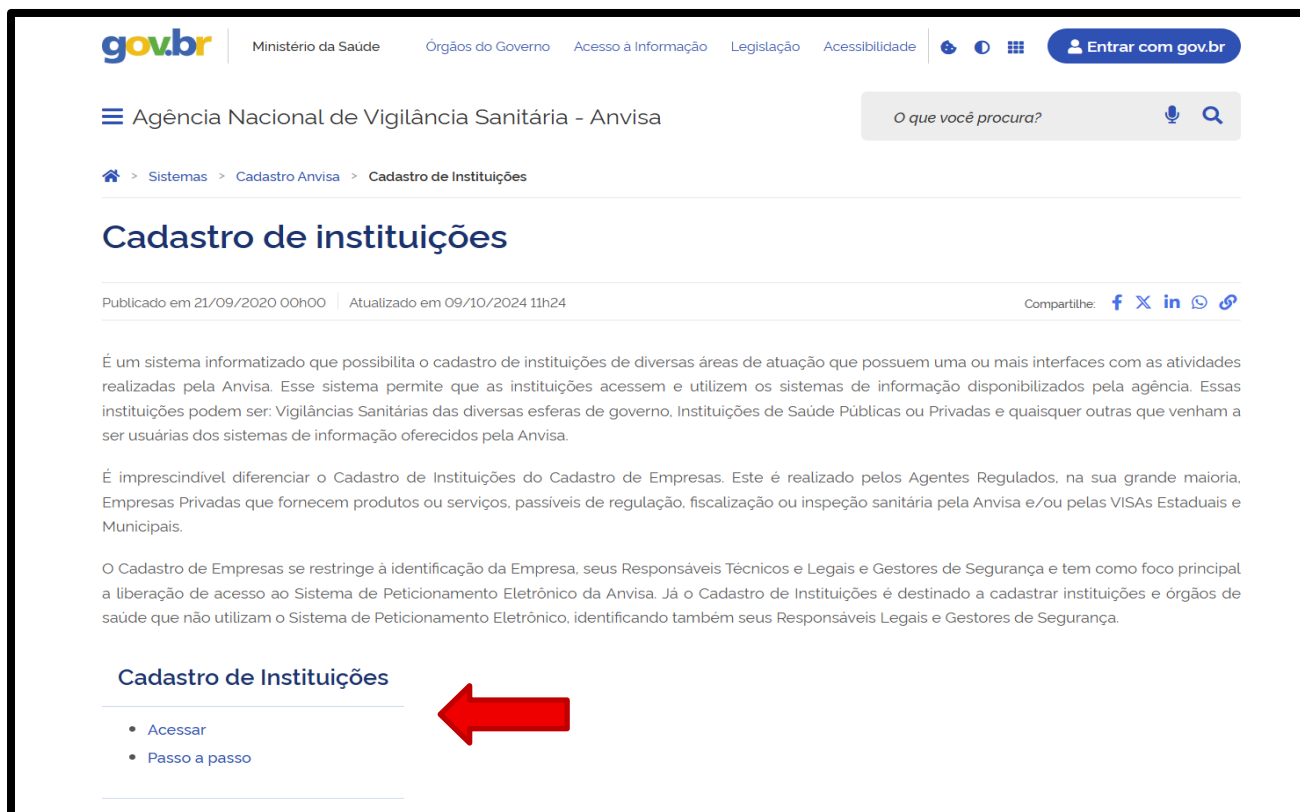 gov.br
Ministério da Saúde
Órgãos do Governo
Acesso à Informação
Legislação
Acessibilidade
Entrar com gov.br
Agência Nacional de Vigilância Sanitária - Anvisa
O que você procura?
> Sistemas > Cadastro Anvisa > Cadastro de Instituições
Cadastro de instituições
Publicado em 21/09/2020 00h00
Atualizado em 09/10/2024 11h24
Compartilhe:
É um sistema informatizado que possibilita o cadastro de instituições de diversas áreas de atuação que possuem uma ou mais interfaces com as atividades
realizadas pela Anvisa. Esse sistema permite que as instituições acessem e utilizem os sistemas de informação disponibilizados pela agência. Essas
instituições podem ser: Vigilâncias Sanitárias das diversas esferas de governo, Instituições de Saúde Públicas ou Privadas e quaisquer outras que venham a
ser usuárias dos sistemas de informação oferecidos pela Anvisa.
É imprescindível diferenciar o Cadastro de Instituições do Cadastro de Empresas. Este é realizado pelos Agentes Regulados, na sua grande maioria,
Empresas Privadas que fornecem produtos ou serviços, passíveis de regulação, fiscalização ou inspeção sanitária pela Anvisa e/ou pelas VISAs Estaduais e
Municipais.
O Cadastro de Empresas se restringe à identificação da Empresa, seus Responsáveis Técnicos e Legais e Gestores de Segurança e tem como foco principal
a liberação de acesso ao Sistema de Peticionamento Eletrônico da Anvisa. Já o Cadastro de Instituições é destinado a cadastrar instituições e órgãos de
saúde que não utilizam o Sistema de Peticionamento Eletrônico, identificando também seus Responsáveis Legais e Gestores de Segurança.
Cadastro de Instituições
• Acessar
• Passo a passo